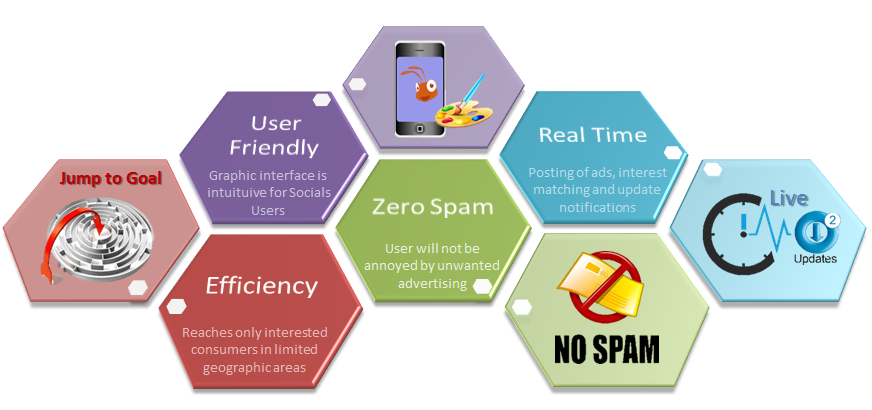 Jump to Goal
User
Friendly
Graphic interface is
intuituive for Socials
Users
Efficiency
Reaches only interested
consumers in limited
geographic areas
Zero Spam
User will not be
annoyed by unwanted
advertising
Real Time
Posting of ads, interest
matching and update
notifications
NO SPAM
Live
2
Updates